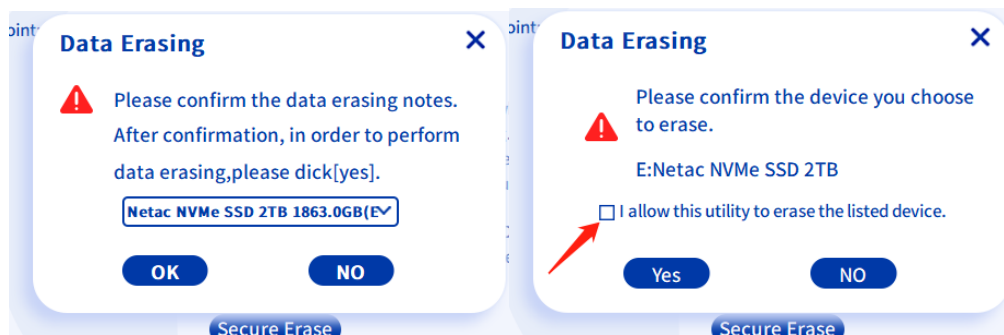 Data Erasing
Please confirm the data erasing notes.
After confirmation, in order to perform
data erasing,please dick[yes].
Netac NVMe SSD 2TB 1863.0GB(E
OK
NO
Secure Erase
Data Erasing
Please confirm the device you choose
to erase.
E:Netac NVMe SSD 2TB
I allow this utility to erase the listed device.
Yes
NO
Secure Erase